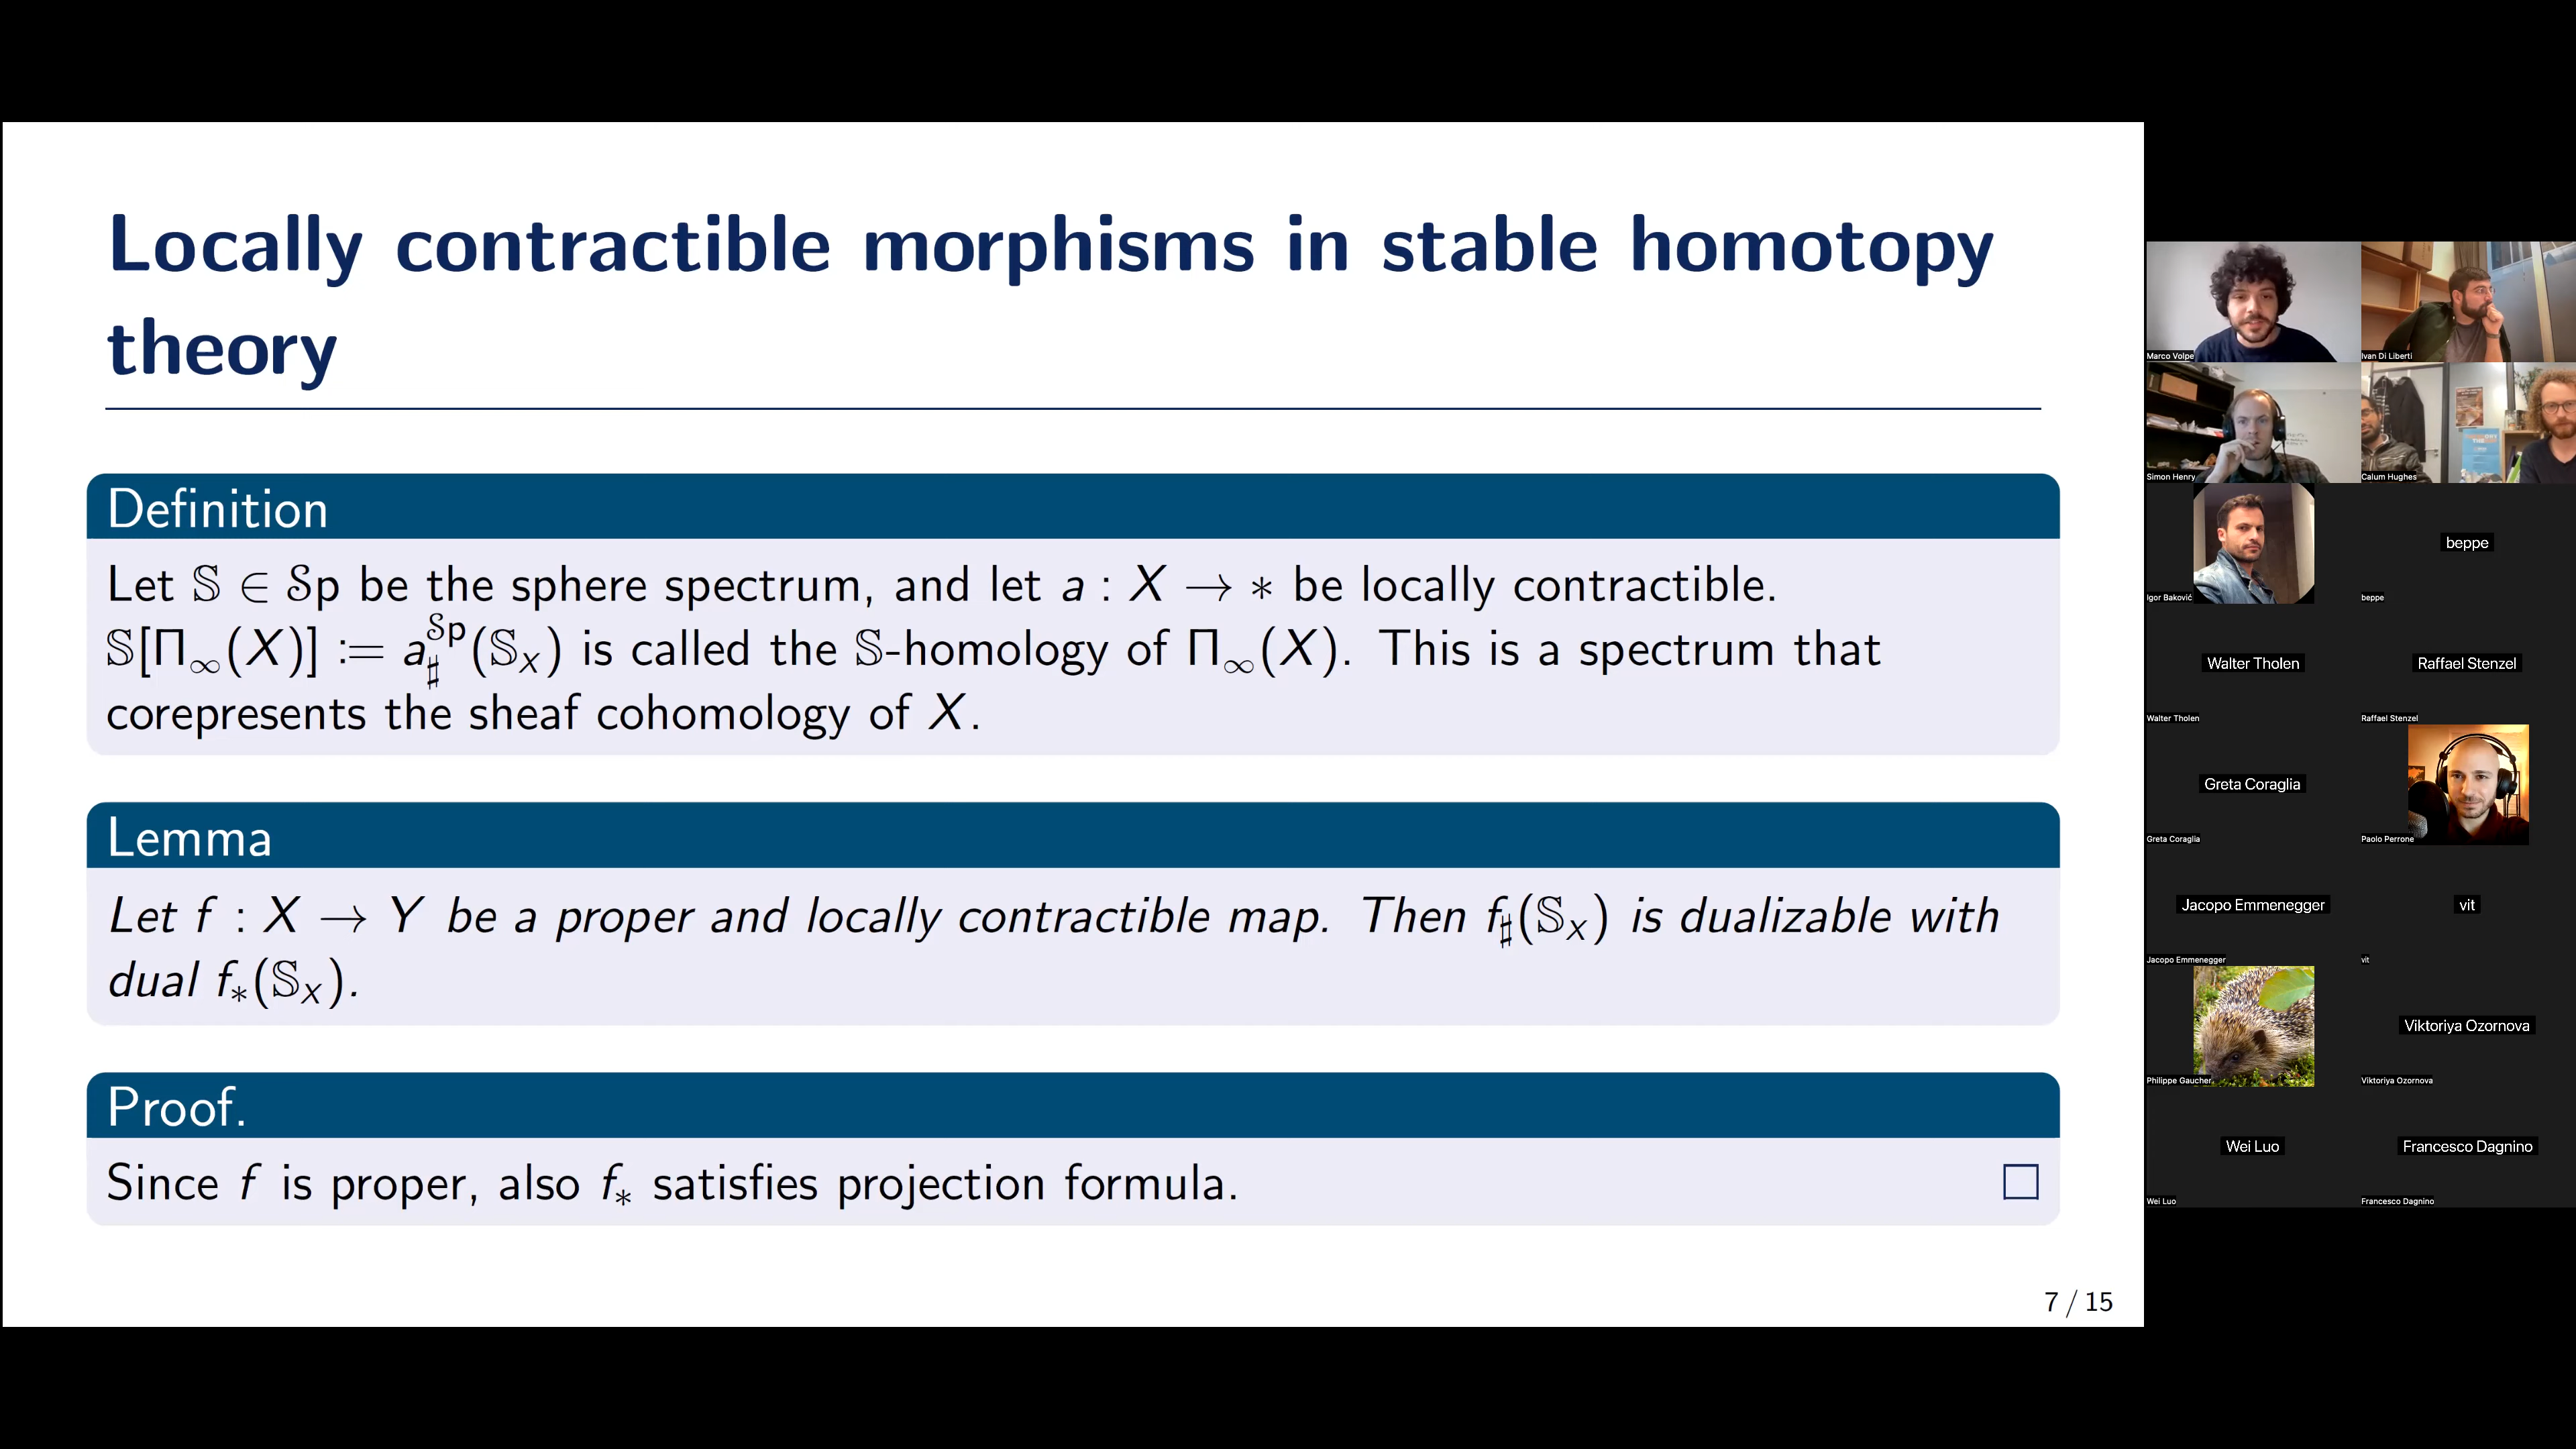 Locally contractible morphisms in stable homotopy
theory
Definition
Let 𝕊 ∈ 𝒮p be the sphere spectrum, and let a : X → ∗ be locally contractible.
𝕊[Π∞(X)] := a♯^𝒮p(𝕊_X) is called the 𝕊-homology of Π∞(X). This is a spectrum that
corepresents the sheaf cohomology of X.
Lemma
Let f : X → Y be a proper and locally contractible map. Then f♯(𝕊_X) is dualizable with
dual f∗(𝕊_X).
Proof.
Since f is proper, also f∗ satisfies projection formula. □
7 / 15
Marco Volpe
Ivan Di Liberti
Simon Henry
Calum Hughes
Igor Baković
beppe
beppe
Walter Tholen
Walter Tholen
Raffael Stenzel
Raffael Stenzel
Greta Coraglia
Greta Coraglia
Paolo Perrone
Jacopo Emmenegger
Jacopo Emmenegger
vit
vit
Philippe Gaucher
Viktoriya Ozornova
Viktoriya Ozornova
Wei Luo
Wei Luo
Francesco Dagnino
Francesco Dagnino